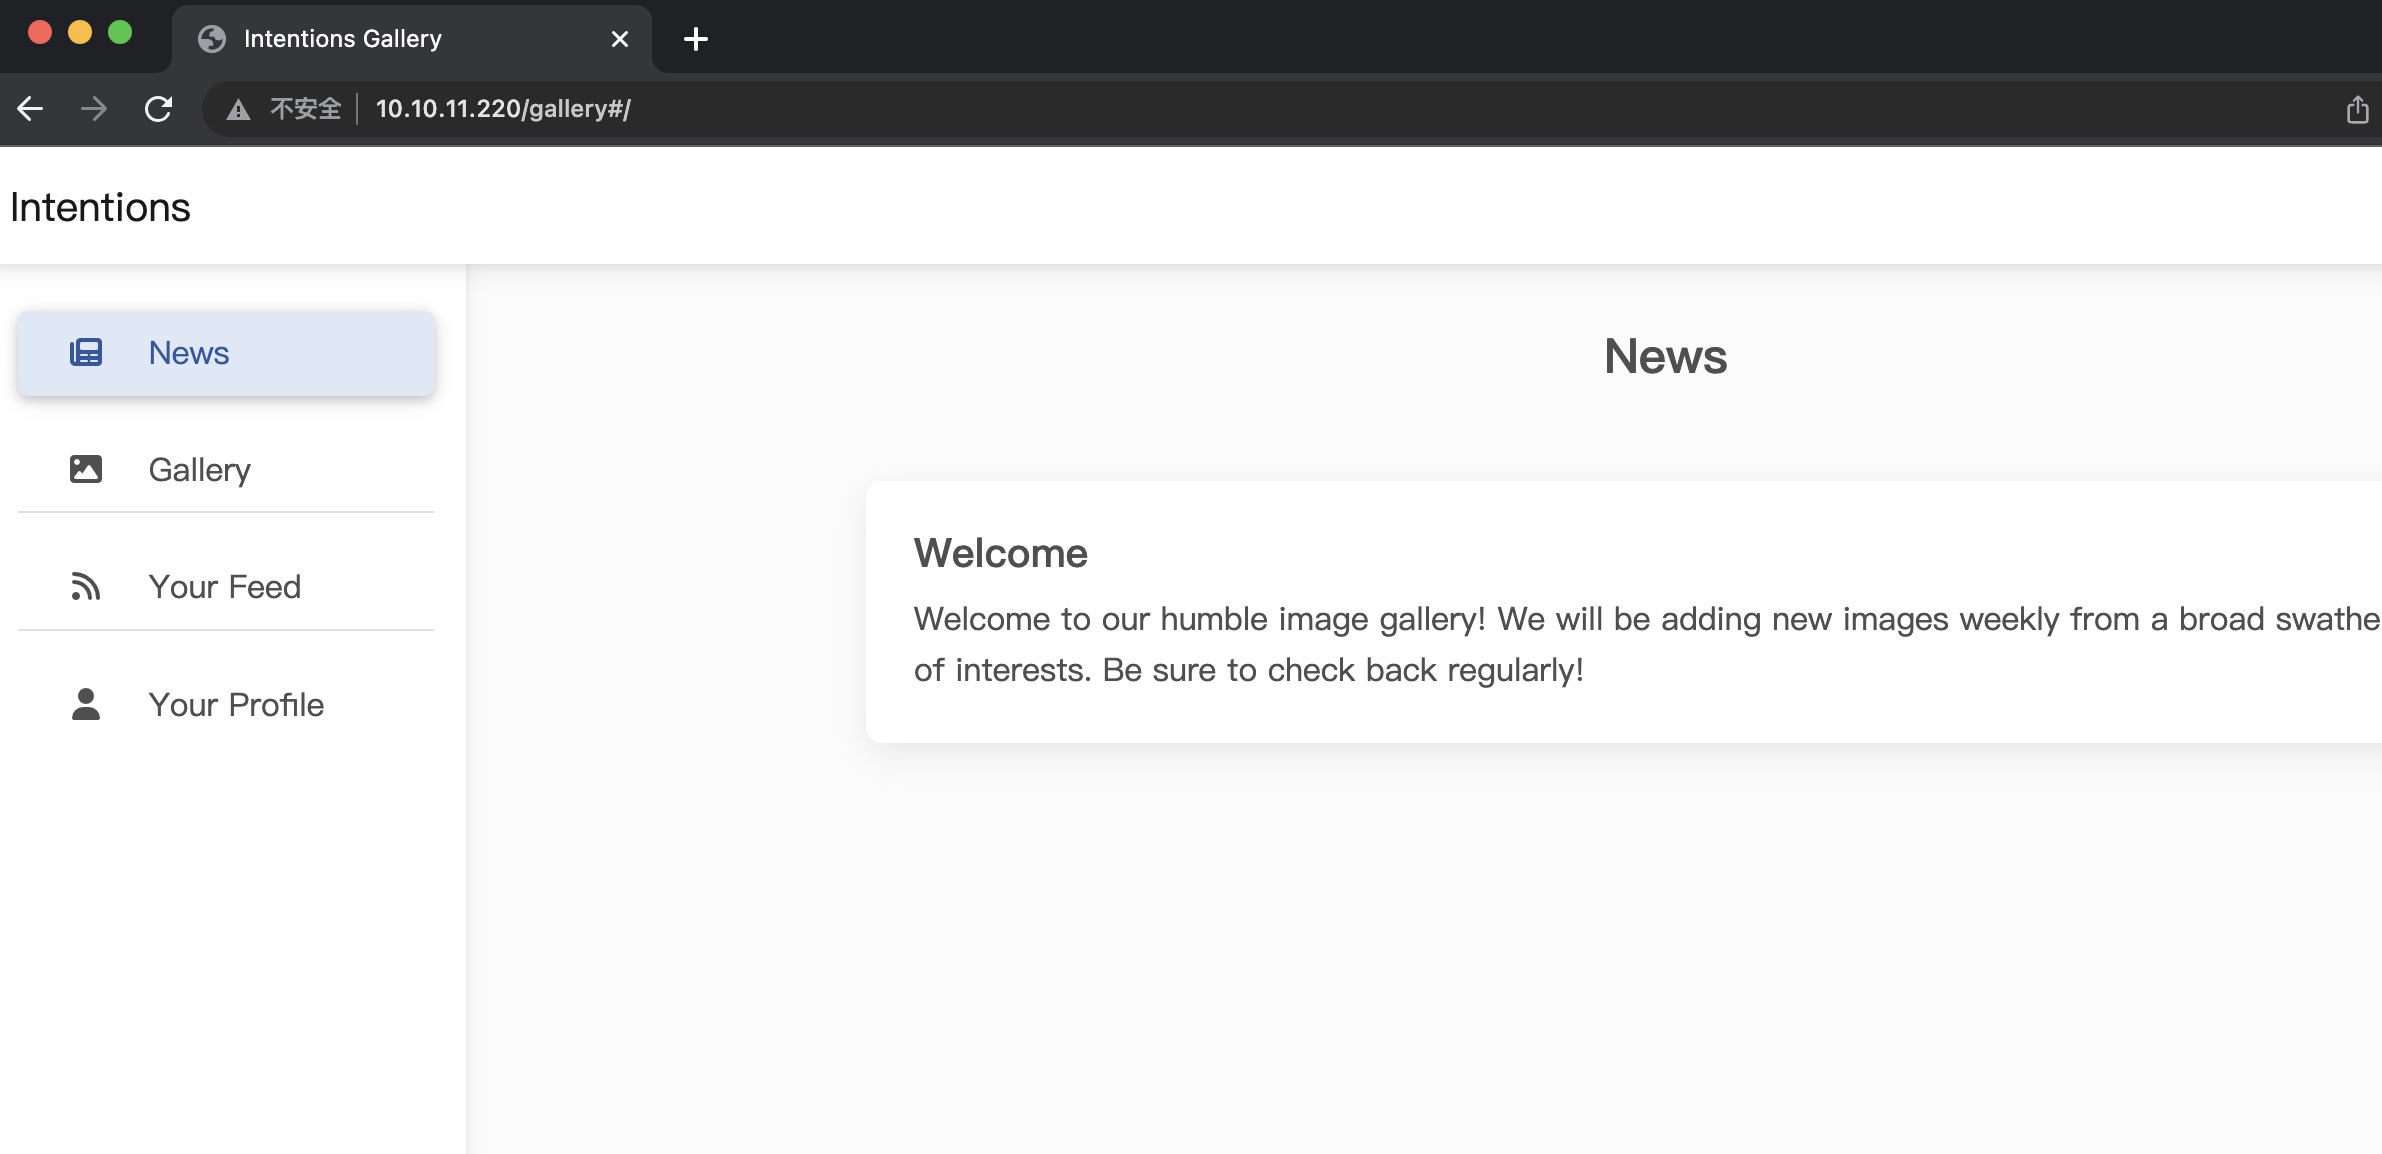 Intentions Gallery
不安全 10.10.11.220/gallery#/
Intentions
News
Gallery
Your Feed
Your Profile
News
Welcome
Welcome to our humble image gallery! We will be adding new images weekly from a broad swathe
of interests. Be sure to check back regularly!